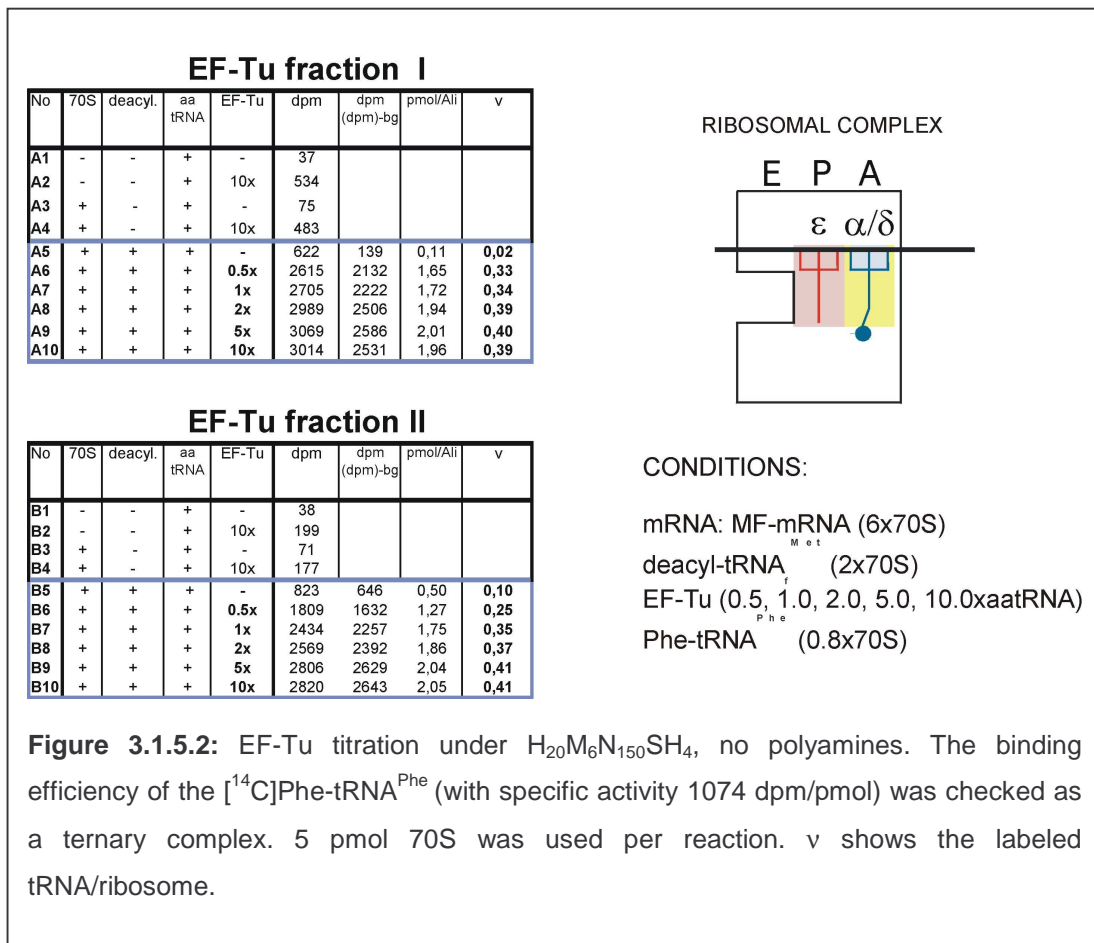 EF-Tu fraction I
No 70S deacyl. aa tRNA EF-Tu dpm dpm (dpm)-bg pmol/Ali v
A1 - - + - 37
A2 - - + 10x 534
A3 + - + - 75
A4 + - + 10x 483
A5 + + + - 622 139 0,11 0,02
A6 + + + 0.5x 2615 2132 1,65 0,33
A7 + + + 1x 2705 2222 1,72 0,34
A8 + + + 2x 2989 2506 1,94 0,39
A9 + + + 5x 3069 2586 2,01 0,40
A10 + + + 10x 3014 2531 1,96 0,39
EF-Tu fraction II
No 70S deacyl. aa tRNA EF-Tu dpm dpm (dpm)-bg pmol/Ali v
B1 - - + - 38
B2 - - + 10x 199
B3 + - + - 71
B4 + - + 10x 177
B5 + + + - 823 646 0,50 0,10
B6 + + + 0.5x 1809 1632 1,27 0,25
B7 + + + 1x 2434 2257 1,75 0,35
B8 + + + 2x 2569 2392 1,86 0,37
B9 + + + 5x 2806 2629 2,04 0,41
B10 + + + 10x 2820 2643 2,05 0,41
RIBOSOMAL COMPLEX
E P A
ε α/δ
CONDITIONS:
mRNA: MF-mRNA (6x70S)
deacyl-tRNA Met f (2x70S)
EF-Tu (0.5, 1.0, 2.0, 5.0, 10.0xaatRNA)
Phe-tRNA Phe (0.8x70S)
Figure 3.1.5.2: EF-Tu titration under H₂₀M₆N₁₅₀SH₄, no polyamines. The binding
efficiency of the [¹⁴C]Phe-tRNA^Phe (with specific activity 1074 dpm/pmol) was checked as
a ternary complex. 5 pmol 70S was used per reaction. ν shows the labeled
tRNA/ribosome.